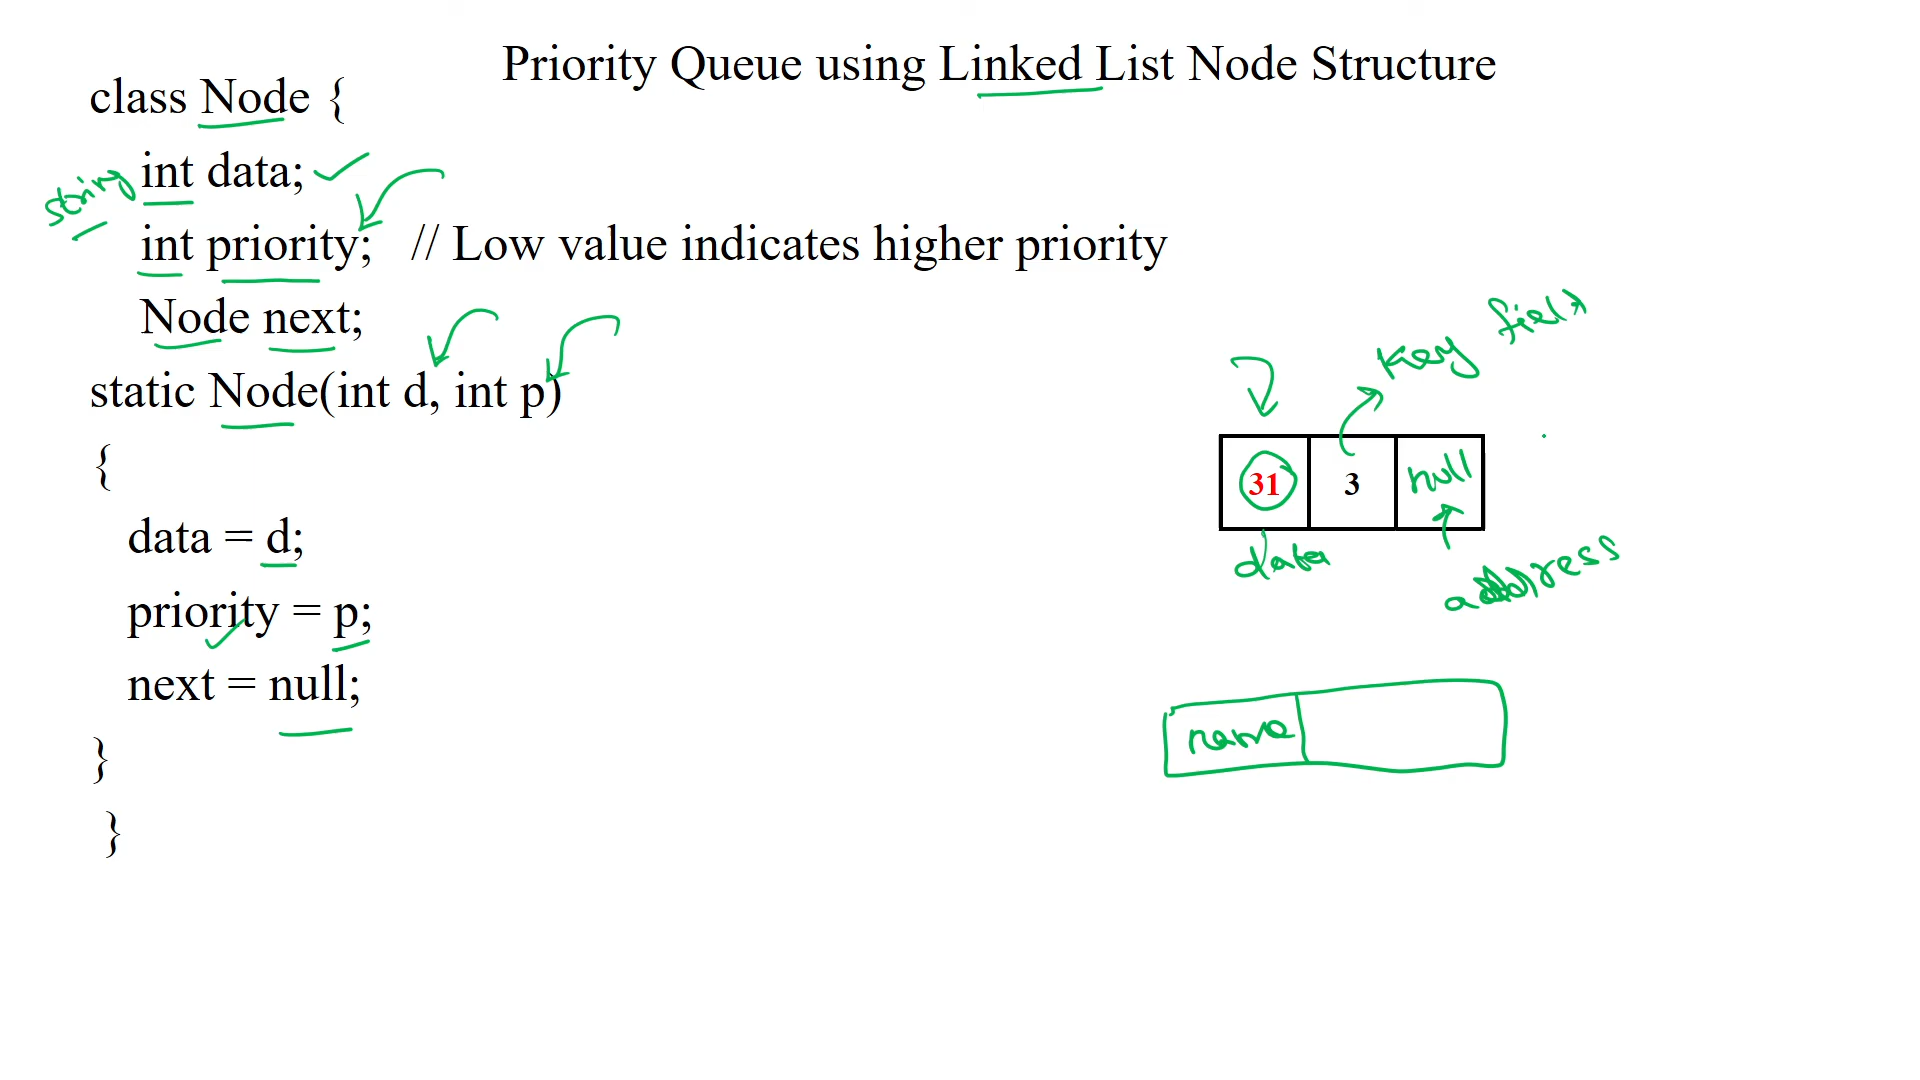 Priority Queue using Linked List Node Structure
class Node {
string int data;
int priority; // Low value indicates higher priority
Node next;
static Node(int d, int p)
{
data = d;
priority = p;
next = null;
}
}
Key field
31 3 null
data
address
name